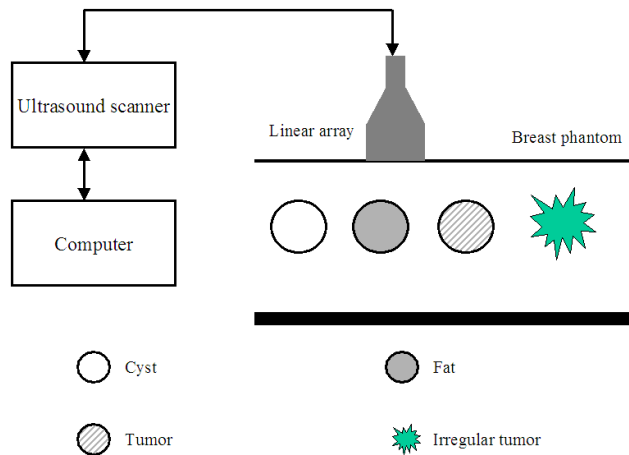 Ultrasound scanner
Linear array
Breast phantom
Computer
Cyst
Fat
Tumor
Irregular tumor